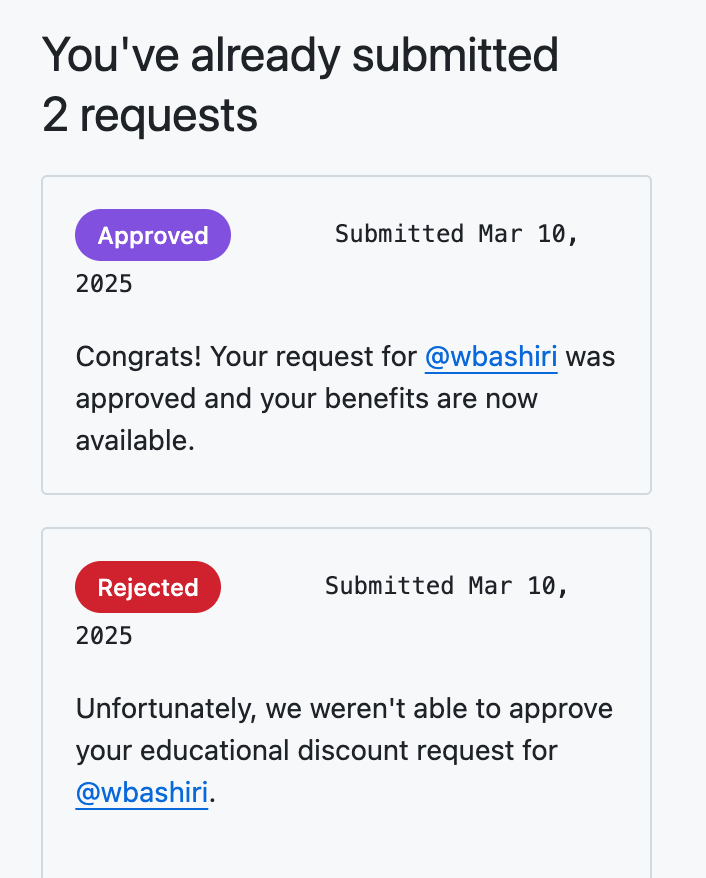 You've already submitted
2 requests
Approved Submitted Mar 10,
2025
Congrats! Your request for @wbashiri was
approved and your benefits are now
available.
Rejected Submitted Mar 10,
2025
Unfortunately, we weren't able to approve
your educational discount request for
@wbashiri.